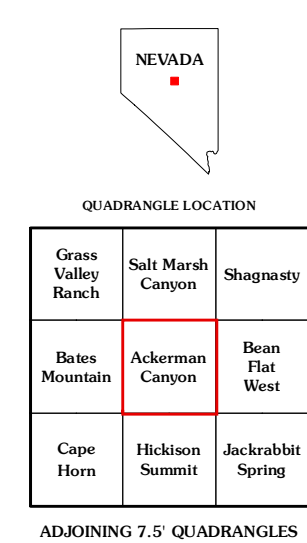 NEVADA
QUADRANGLE LOCATION
Grass
Valley
Ranch
Salt Marsh
Canyon
Shagnasty
Bates
Mountain
Ackerman
Canyon
Bean
Flat
West
Cape
Horn
Hickison
Summit
Jackrabbit
Spring
ADJOINING 7.5' QUADRANGLES